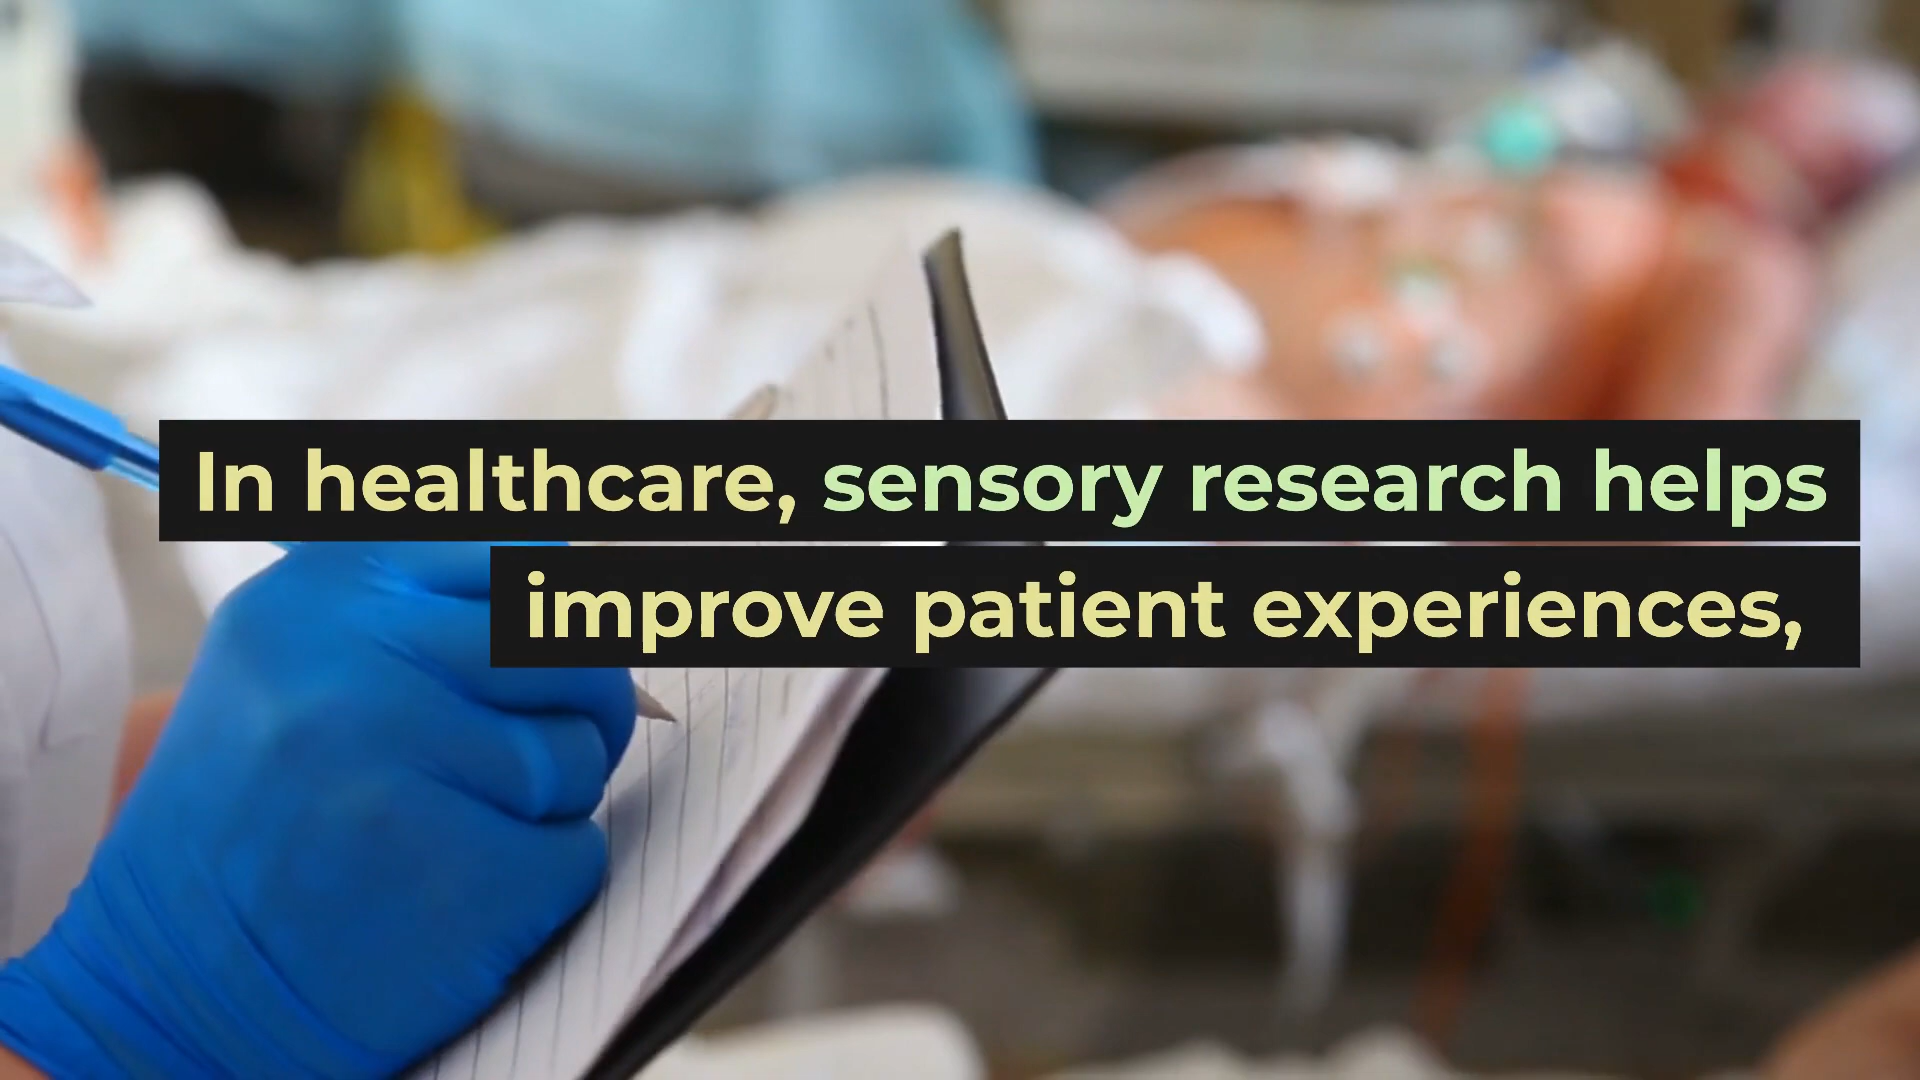 In healthcare, sensory research helps
improve patient experiences,